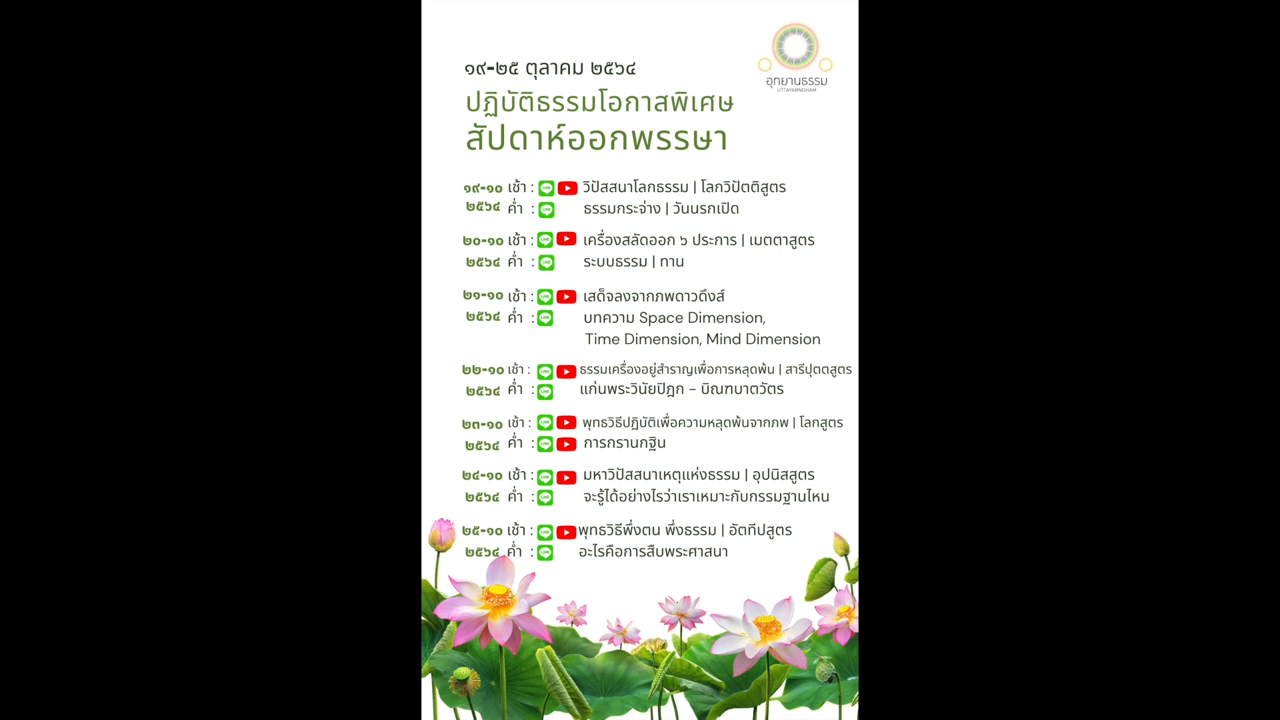 อุทยานธรรม
UTTAYARNDHAM
๑๙-๒๕ ตุลาคม ๒๕๖๔
ปฏิบัติธรรมโอกาสพิเศษ
สัปดาห์ออกพรรษา
๑๙-๑๐ เช้า : LINE วิปัสสนาโลกธรรม | โลกวิปัตติสูตร
๒๕๖๔ ค่ำ : LINE ธรรมกระจ่าง | วันนรกเปิด
๒๐-๑๐ เช้า : LINE เครื่องสลัดออก ๖ ประการ | เมตตาสูตร
๒๕๖๔ ค่ำ : LINE ระบบธรรม | ทาน
๒๑-๑๐ เช้า : LINE เสด็จลงจากภพดาวดึงส์
๒๕๖๔ ค่ำ : LINE บทความ Space Dimension,
Time Dimension, Mind Dimension
๒๒-๑๐ เช้า : LINE ธรรมเครื่องอยู่สำราญเพื่อการหลุดพ้น | สารีปุตตสูตร
๒๕๖๔ ค่ำ : LINE แก่นพระวินัยปิฎก - บิณฑบาตวัตร
๒๓-๑๐ เช้า : LINE พุทธวิธีปฏิบัติเพื่อความหลุดพ้นจากภพ | โลกสูตร
๒๕๖๔ ค่ำ : LINE การกรานกฐิน
๒๔-๑๐ เช้า : LINE มหาวิปัสสนาเหตุแห่งธรรม | อุปนิสสูตร
๒๕๖๔ ค่ำ : LINE จะรู้ได้อย่างไรว่าเราเหมาะกับกรรมฐานไหน
๒๕-๑๐ เช้า : LINE พุทธวิธีพึ่งตน พึ่งธรรม | อัตทีปสูตร
๒๕๖๔ ค่ำ : LINE อะไรคือการสืบพระศาสนา